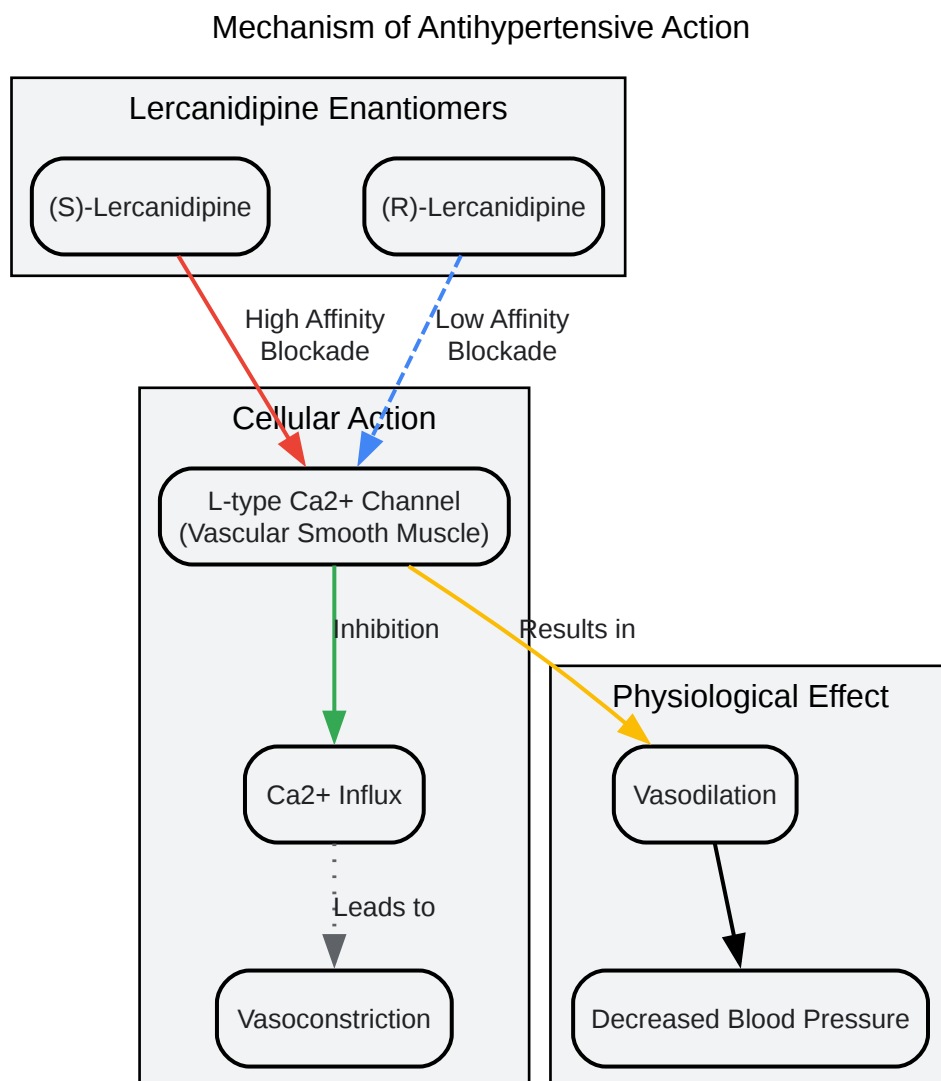 Mechanism of Antihypertensive Action
Lercanidipine Enantiomers
(S)-Lercanidipine
(R)-Lercanidipine
High Affinity
Blockade
Low Affinity
Blockade
Cellular Action
L-type Ca2+ Channel
(Vascular Smooth Muscle)
Inhibition
Results in
Physiological Effect
Ca2+ Influx
Vasodilation
Leads to
Vasoconstriction
Decreased Blood Pressure